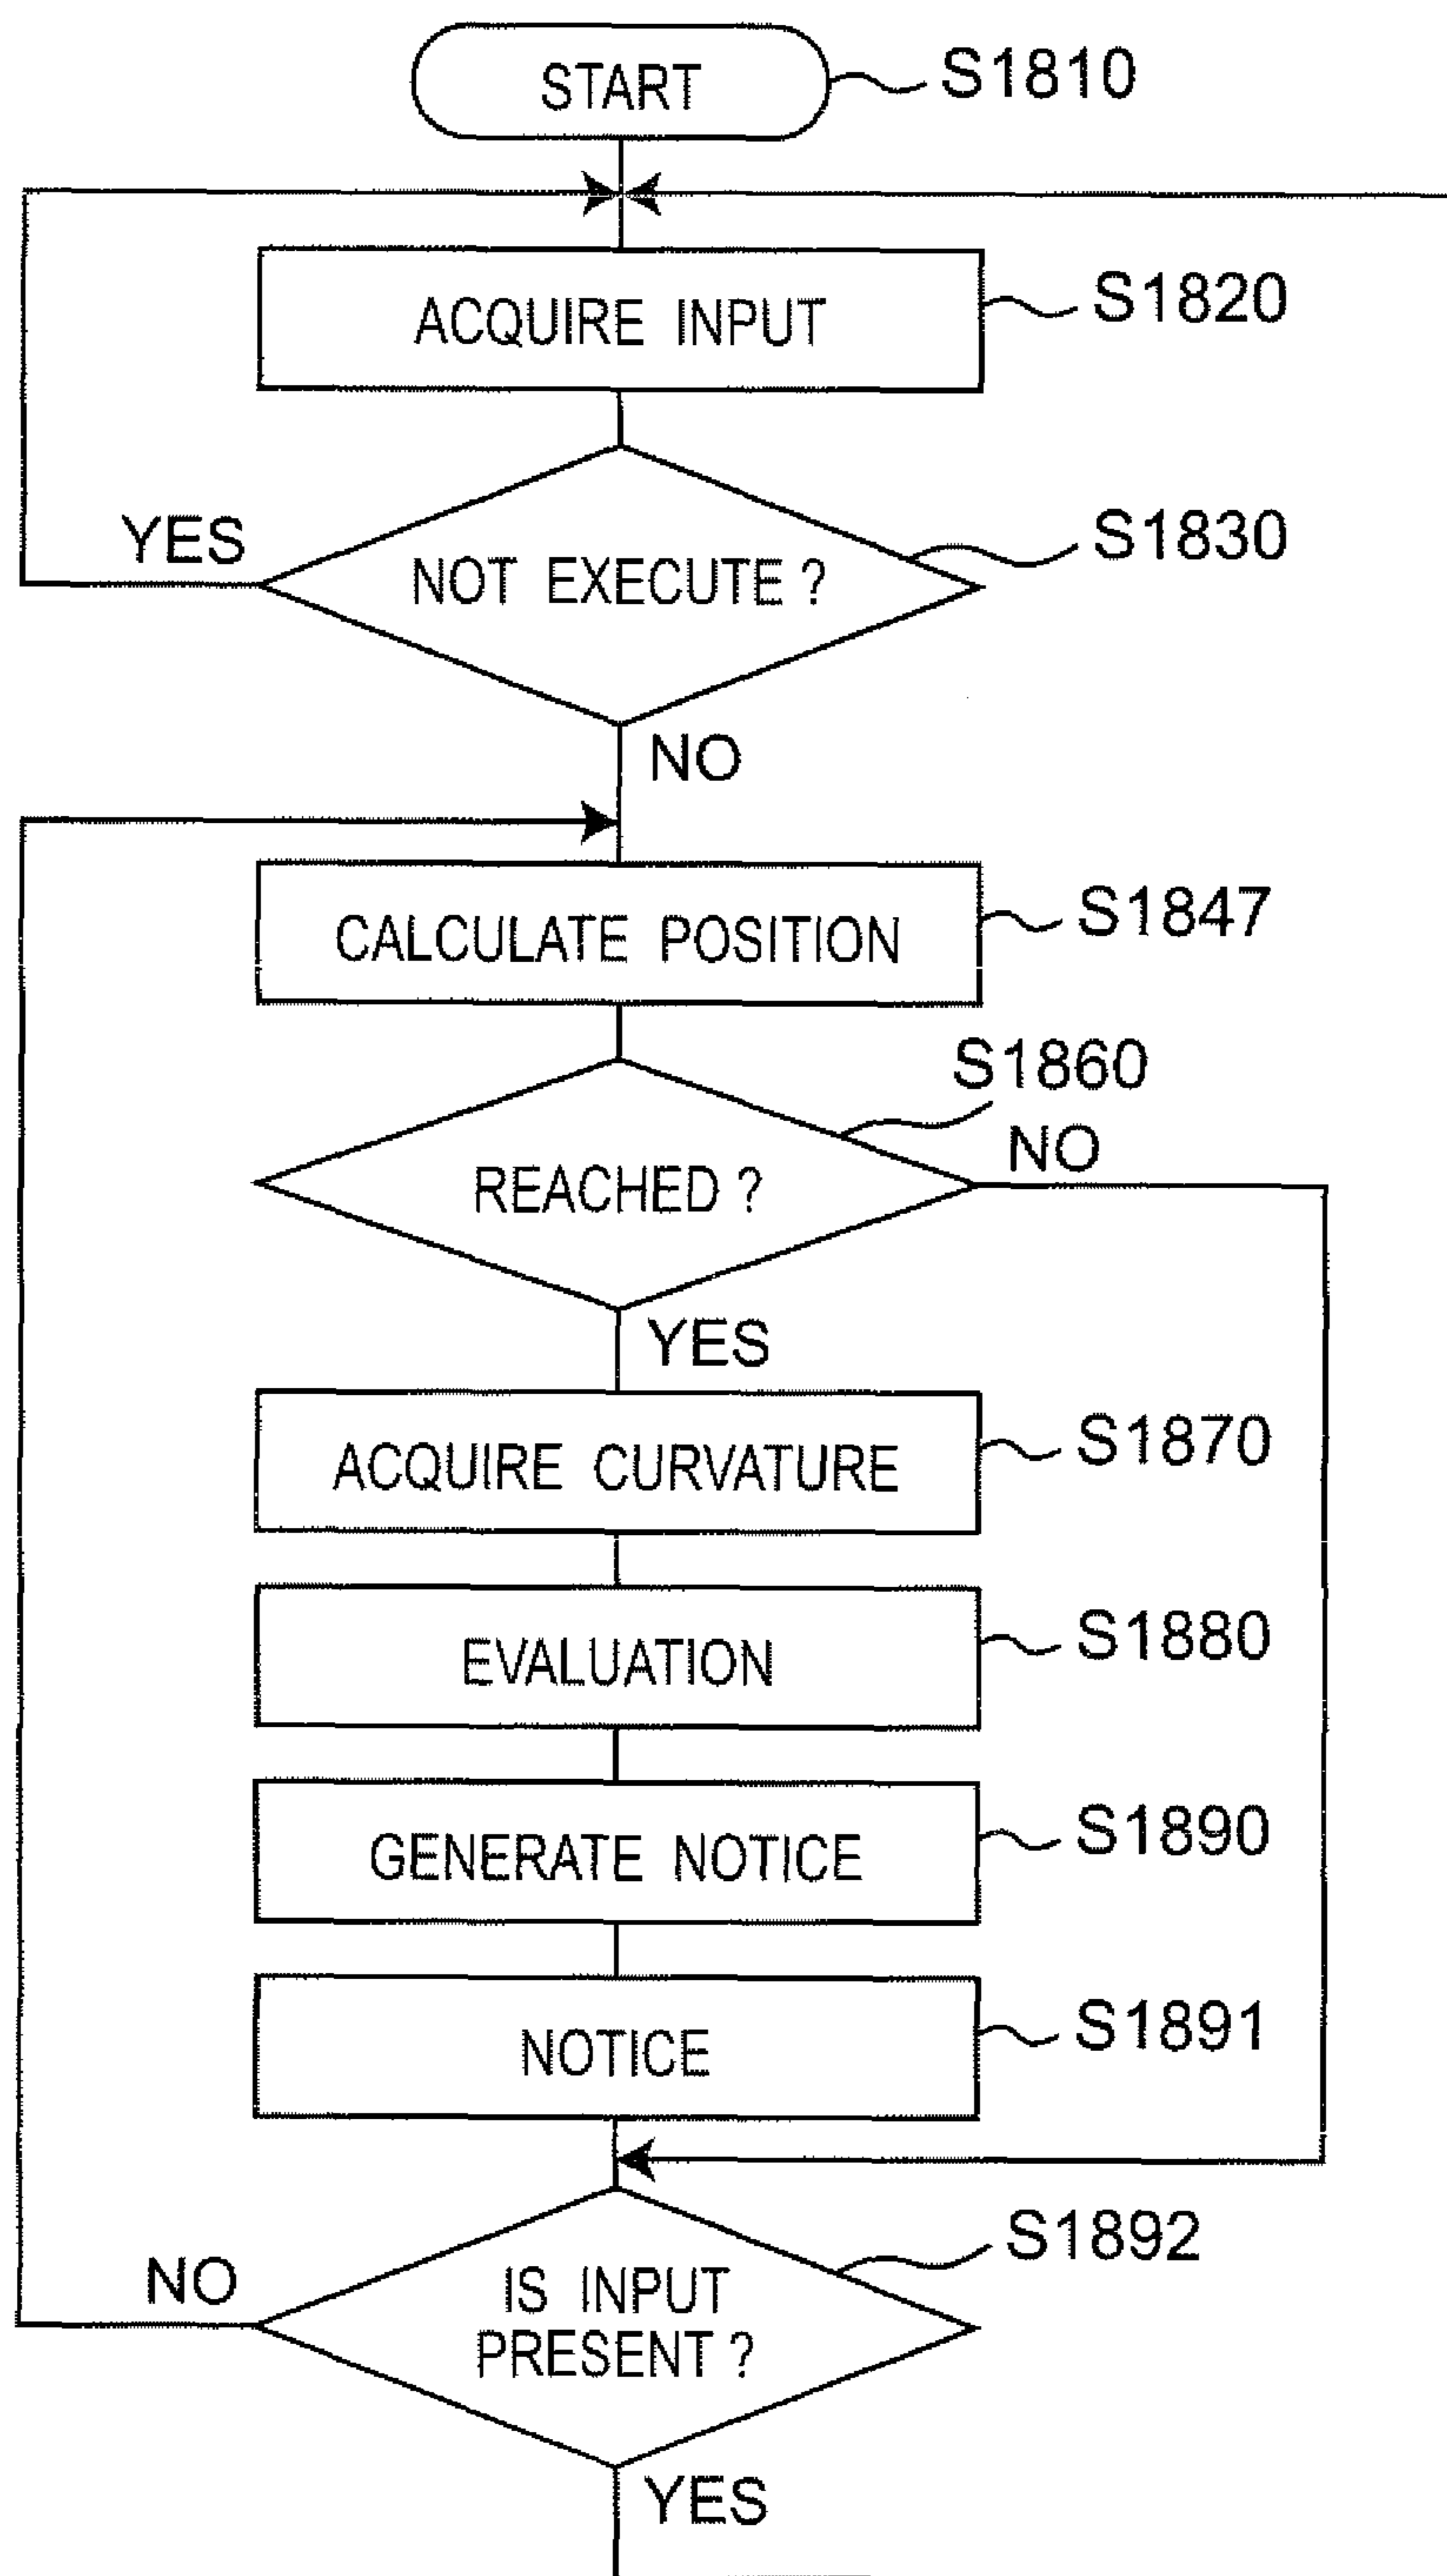 START
S1810
ACQUIRE INPUT
S1820
YES
NOT EXECUTE ?
S1830
NO
CALCULATE POSITION
S1847
S1860
REACHED ?
NO
YES
ACQUIRE CURVATURE
S1870
EVALUATION
S1880
GENERATE NOTICE
S1890
NOTICE
S1891
S1892
NO
IS INPUT
PRESENT ?
YES